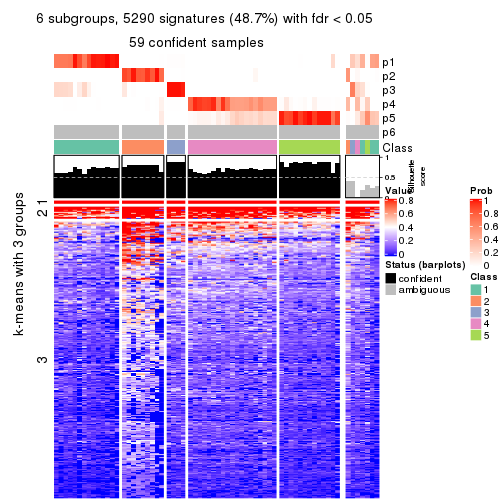 6 subgroups, 5290 signatures (48.7%) with fdr < 0.05
59 confident samples
p1
p2
p3
p4
p5
p6
Class
1
0.5
0
Silhouette
score
k-means with 3 groups
1
2
3
Value
0.8
0.6
0.4
0.2
0
Status (barplots)
confident
ambiguous
Prob
1
0.8
0.6
0.4
0.2
0
Class
1
2
3
4
5